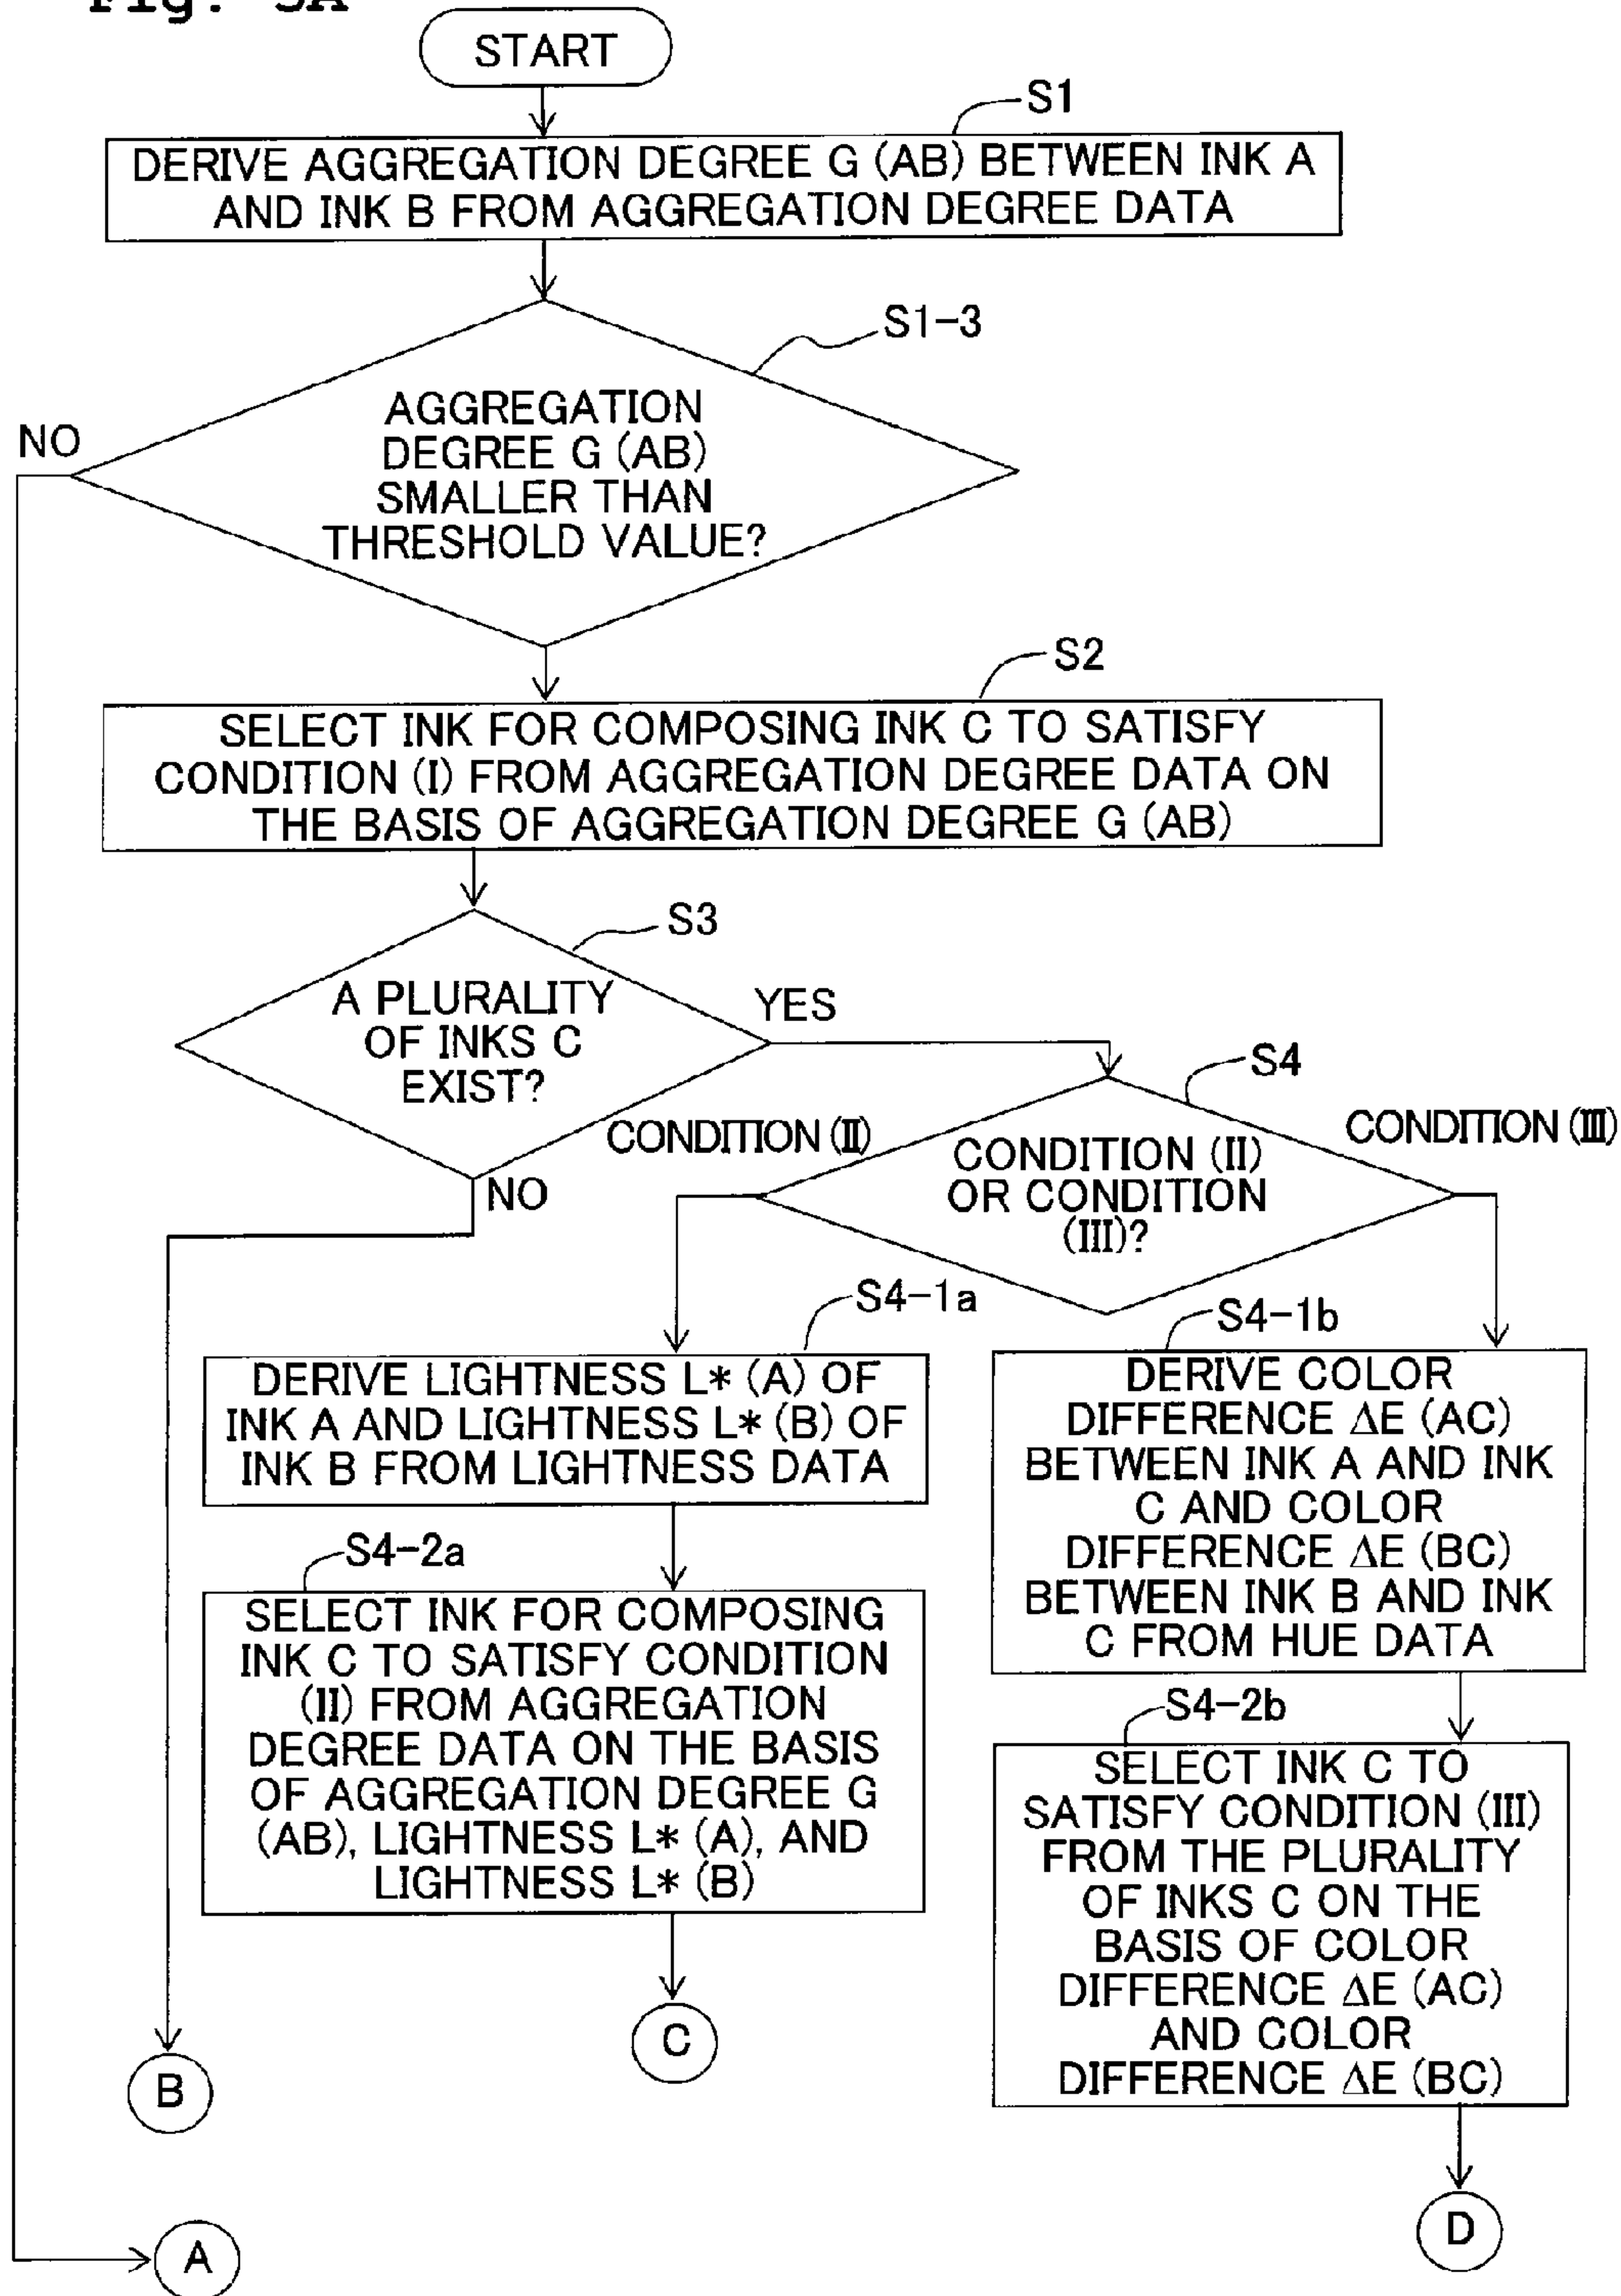 START
S1
DERIVE AGGREGATION DEGREE G (AB) BETWEEN INK A
AND INK B FROM AGGREGATION DEGREE DATA
S1-3
NO
AGGREGATION
DEGREE G (AB)
SMALLER THAN
THRESHOLD VALUE?
S2
SELECT INK FOR COMPOSING INK C TO SATISFY
CONDITION (I) FROM AGGREGATION DEGREE DATA ON
THE BASIS OF AGGREGATION DEGREE G (AB)
S3
A PLURALITY
OF INKS C
EXIST?
YES
NO
S4
CONDITION (II)
CONDITION (III)
CONDITION (II)
OR CONDITION
(III)?
S4-1a
DERIVE LIGHTNESS L* (A) OF
INK A AND LIGHTNESS L* (B) OF
INK B FROM LIGHTNESS DATA
S4-1b
DERIVE COLOR
DIFFERENCE ΔE (AC)
BETWEEN INK A AND INK
C AND COLOR
DIFFERENCE ΔE (BC)
BETWEEN INK B AND INK
C FROM HUE DATA
S4-2a
SELECT INK FOR COMPOSING
INK C TO SATISFY CONDITION
(II) FROM AGGREGATION
DEGREE DATA ON THE BASIS
OF AGGREGATION DEGREE G
(AB), LIGHTNESS L* (A), AND
LIGHTNESS L* (B)
S4-2b
SELECT INK C TO
SATISFY CONDITION (III)
FROM THE PLURALITY
OF INKS C ON THE
BASIS OF COLOR
DIFFERENCE ΔE (AC)
AND COLOR
DIFFERENCE ΔE (BC)
C
B
D
A